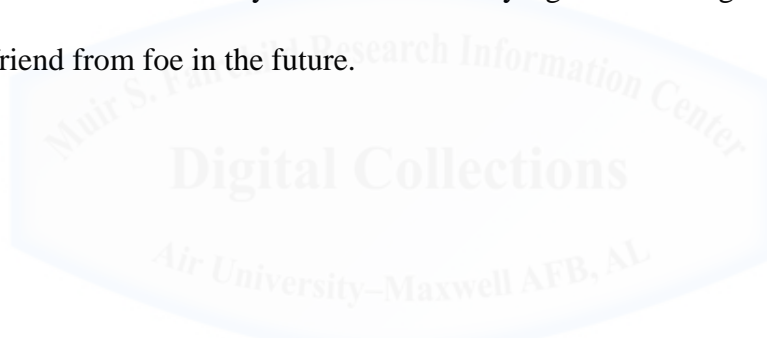 riend from foe in the future.
Muir S. Fairchild Research Information Center
Digital Collections
Air University–Maxwell AFB, AL